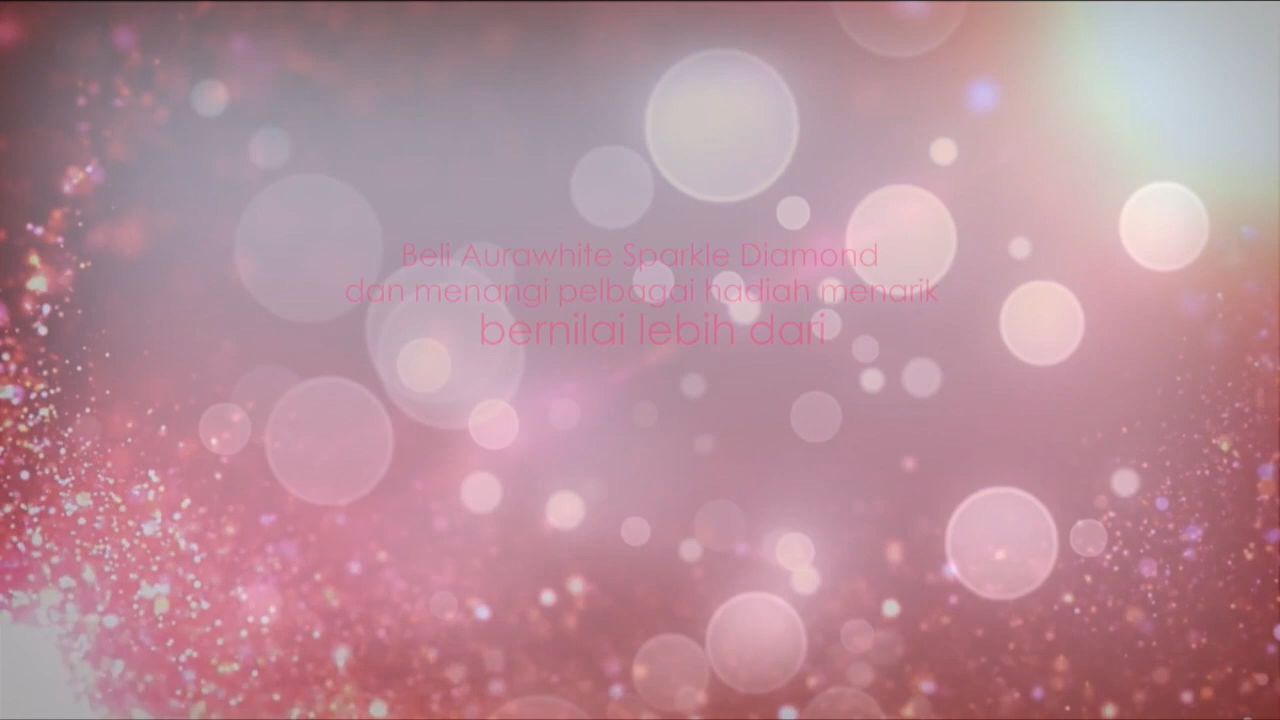 Beli Aurawhite Sparkle Diamond
dan menangi pelbagai hadiah menarik
bernilai lebih dari